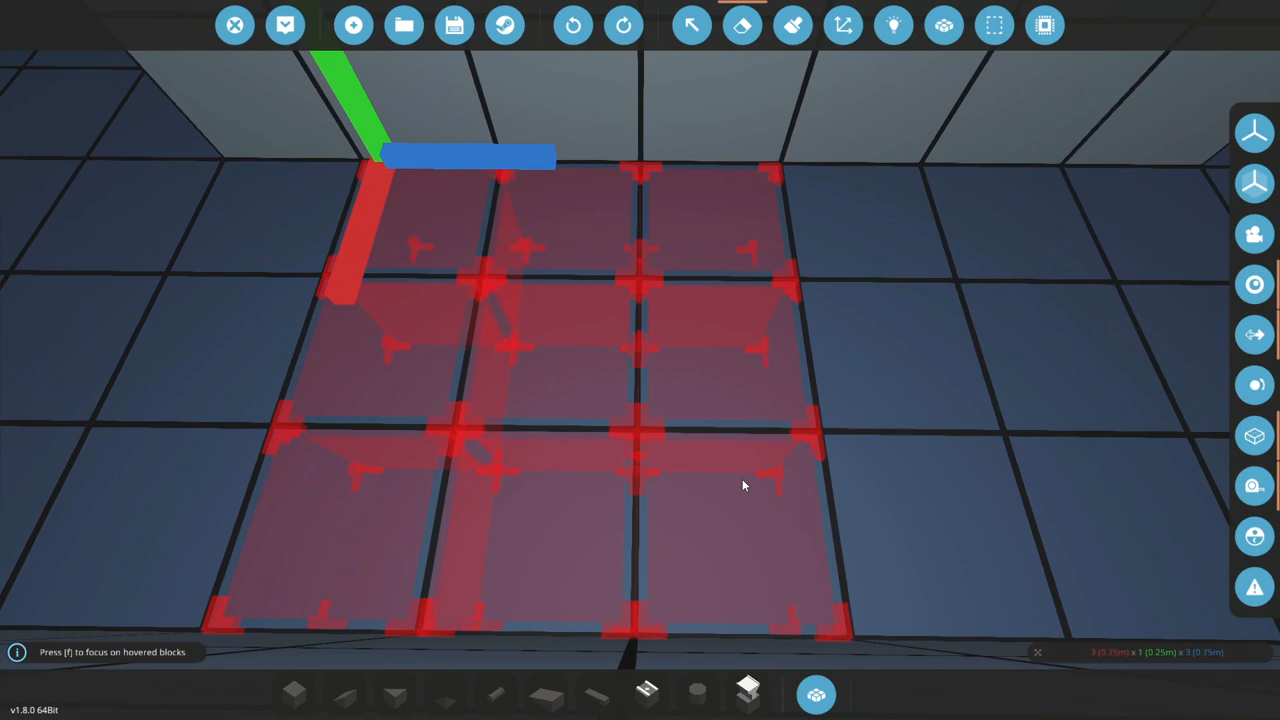 Press [f] to focus on hovered blocks
3 (0.75m) x 1 (0.25m) x 3 (0.75m)
v1.8.0 64Bit